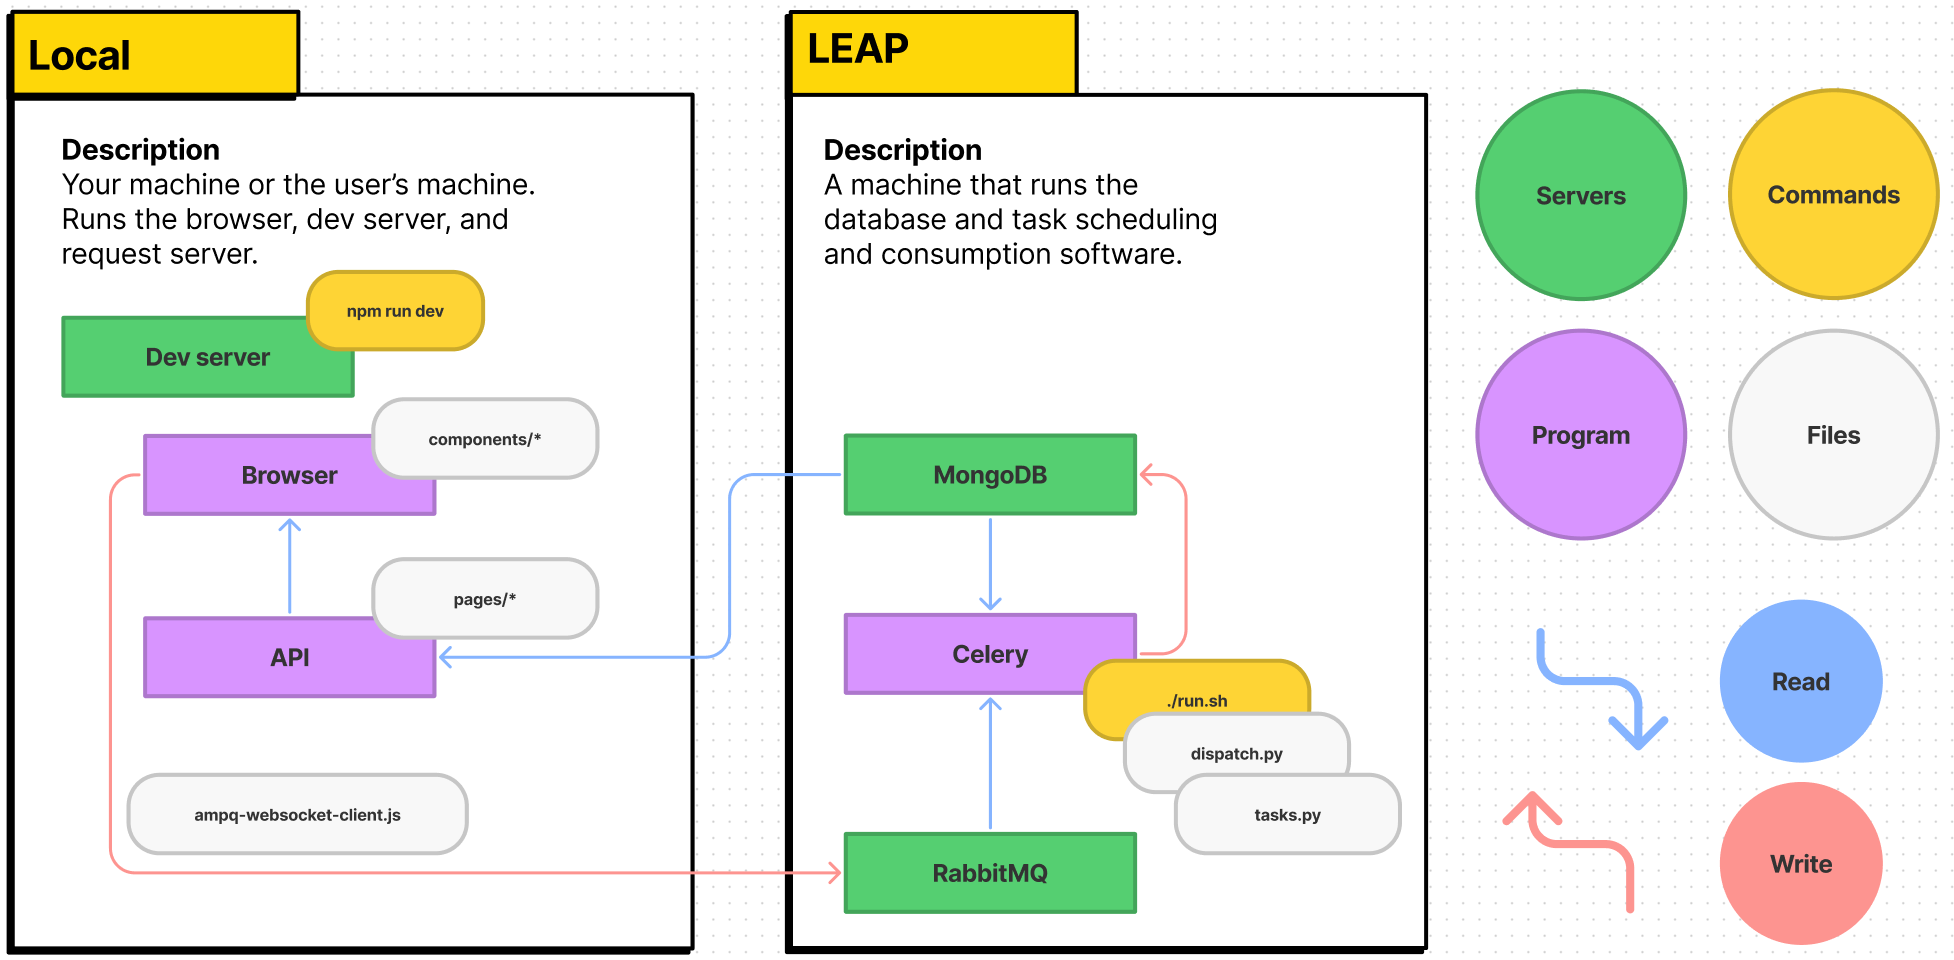 Local
Description
Your machine or the user's machine.
Runs the browser, dev server, and
request server.
npm run dev
Dev server
components/*
Browser
pages/*
API
ampq-websocket-client.js
LEAP
Description
A machine that runs the
database and task scheduling
and consumption software.
MongoDB
Celery
./run.sh
dispatch.py
tasks.py
RabbitMQ
Servers
Commands
Program
Files
Read
Write